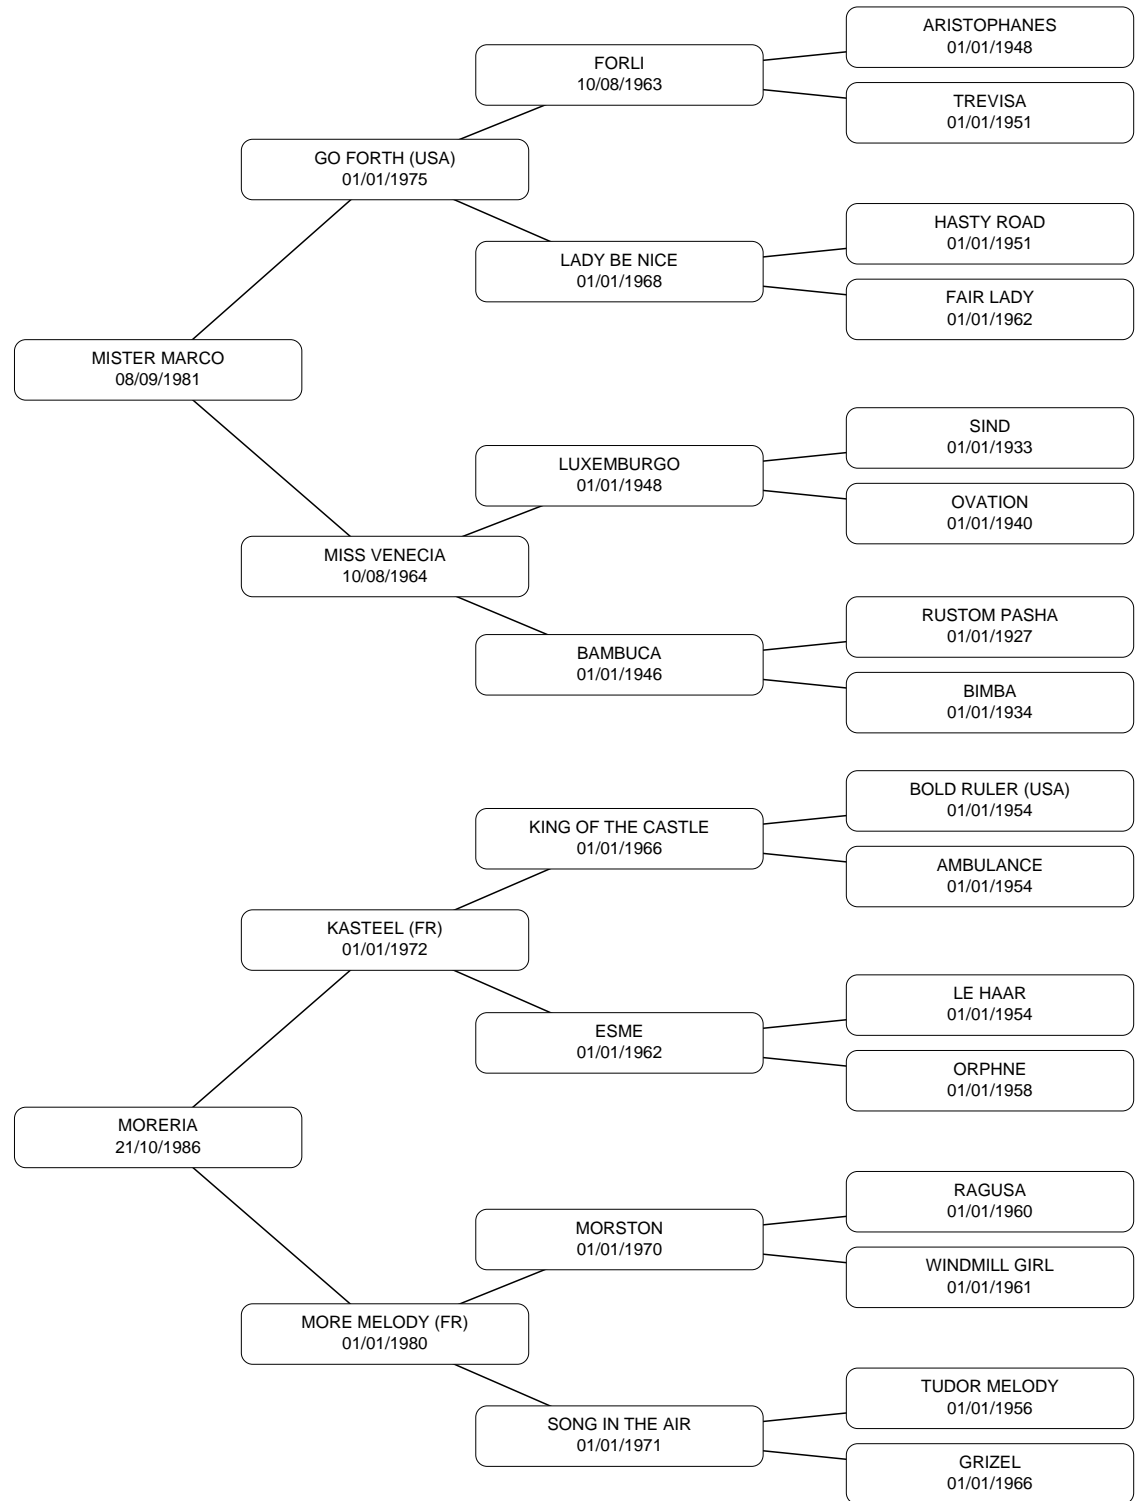 ARISTOPHANES
01/01/1948
FORLI
10/08/1963
TREVISA
01/01/1951
GO FORTH (USA)
01/01/1975
HASTY ROAD
01/01/1951
LADY BE NICE
01/01/1968
FAIR LADY
01/01/1962
MISTER MARCO
08/09/1981
SIND
01/01/1933
LUXEMBURGO
01/01/1948
OVATION
01/01/1940
MISS VENECIA
10/08/1964
RUSTOM PASHA
01/01/1927
BAMBUCA
01/01/1946
BIMBA
01/01/1934
BOLD RULER (USA)
01/01/1954
KING OF THE CASTLE
01/01/1966
AMBULANCE
01/01/1954
KASTEEL (FR)
01/01/1972
LE HAAR
01/01/1954
ESME
01/01/1962
ORPHNE
01/01/1958
MORERIA
21/10/1986
RAGUSA
01/01/1960
MORSTON
01/01/1970
WINDMILL GIRL
01/01/1961
MORE MELODY (FR)
01/01/1980
TUDOR MELODY
01/01/1956
SONG IN THE AIR
01/01/1971
GRIZEL
01/01/1966